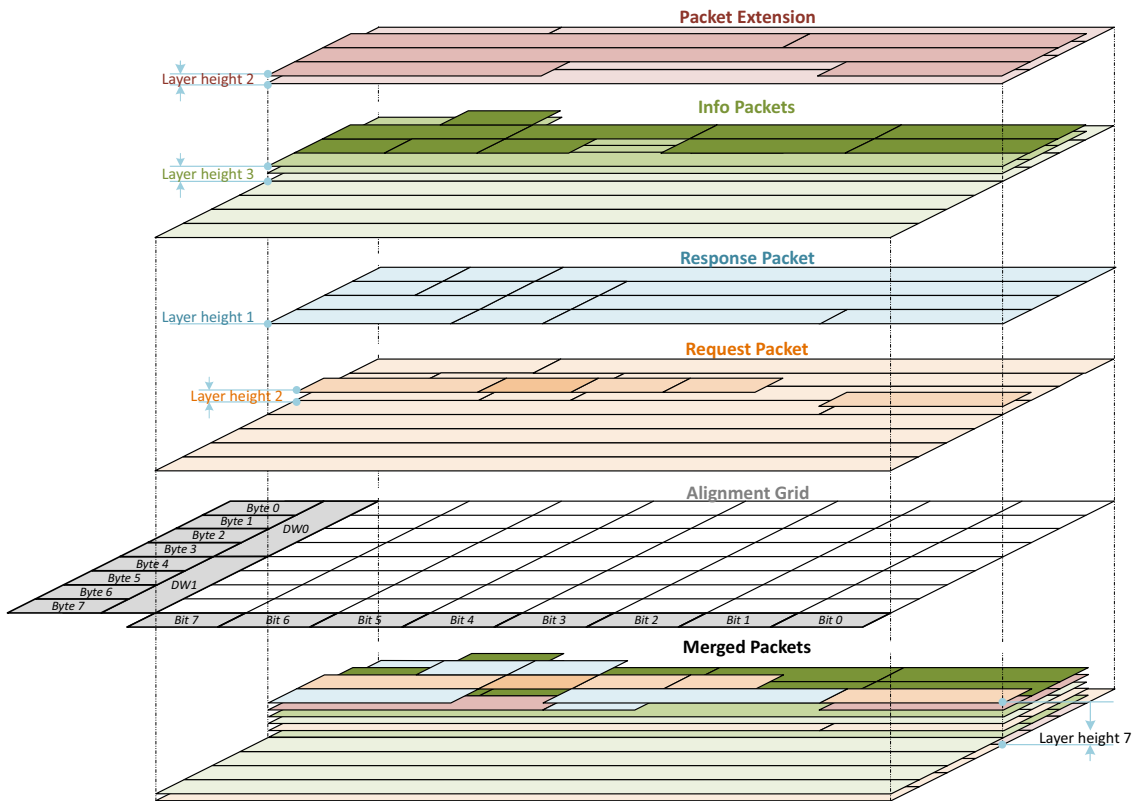 Packet Extension
Layer height 2
Info Packets
Layer height 3
Response Packet
Layer height 1
Request Packet
Layer height 2
Alignment Grid
Byte 0
Byte 1
DW0
Byte 2
Byte 3
Byte 4
Byte 5
DW1
Byte 6
Byte 7
Bit 7 Bit 6 Bit 5 Bit 4 Bit 3 Bit 2 Bit 1 Bit 0
Merged Packets
Layer height 7